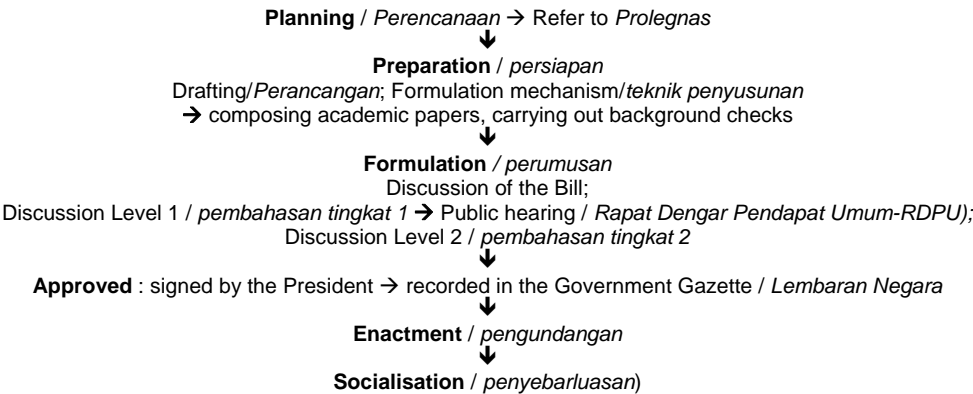 Planning / Perencanaan → Refer to Prolegnas
Preparation / persiapan
Drafting/Perancangan; Formulation mechanism/teknik penyusunan
→ composing academic papers, carrying out background checks
Formulation / perumusan
Discussion of the Bill;
Discussion Level 1 / pembahasan tingkat 1 → Public hearing / Rapat Dengar Pendapat Umum-RDPU);
Discussion Level 2 / pembahasan tingkat 2
Approved : signed by the President → recorded in the Government Gazette / Lembaran Negara
Enactment / pengundangan
Socialisation / penyebarluasan)